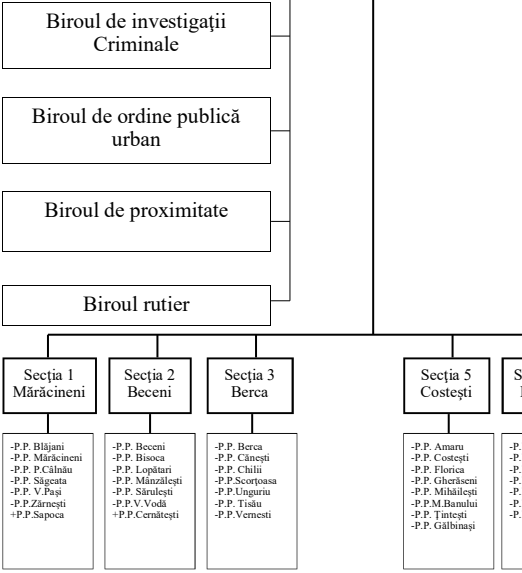 Biroul de investigaţii
Criminale
Biroul de ordine publică
urban
Biroul de proximitate
Biroul rutier
Secţia 1
Mărăcineni
-P.P. Blăjani
-P.P. Mărăcineni
-P.P. P.Câlnău
-P.P. Săgeata
-P.P. V.Paşi
-P.P.Zărneşti
+P.P.Sapoca
Secţia 2
Beceni
-P.P. Beceni
-P.P. Bisoca
-P.P. Lopătari
-P.P. Mânzăleşti
-P.P. Săruleşti
-P.P.V.Vodă
+P.P.Cernăteşti
Secţia 3
Berca
-P.P. Berca
-P.P. Căneşti
-P.P. Chilii
-P.P.Scorţoasa
-P.P.Unguriu
-P.P. Tisău
-P.P.Vernesti
Secţia 5
Costeşti
-P.P. Amaru
-P.P. Costeşti
-P.P. Florica
-P.P. Gherăseni
-P.P. Mihăileşti
-P.P.M.Banului
-P.P. Ţinteşti
-P.P. Gălbinaşi